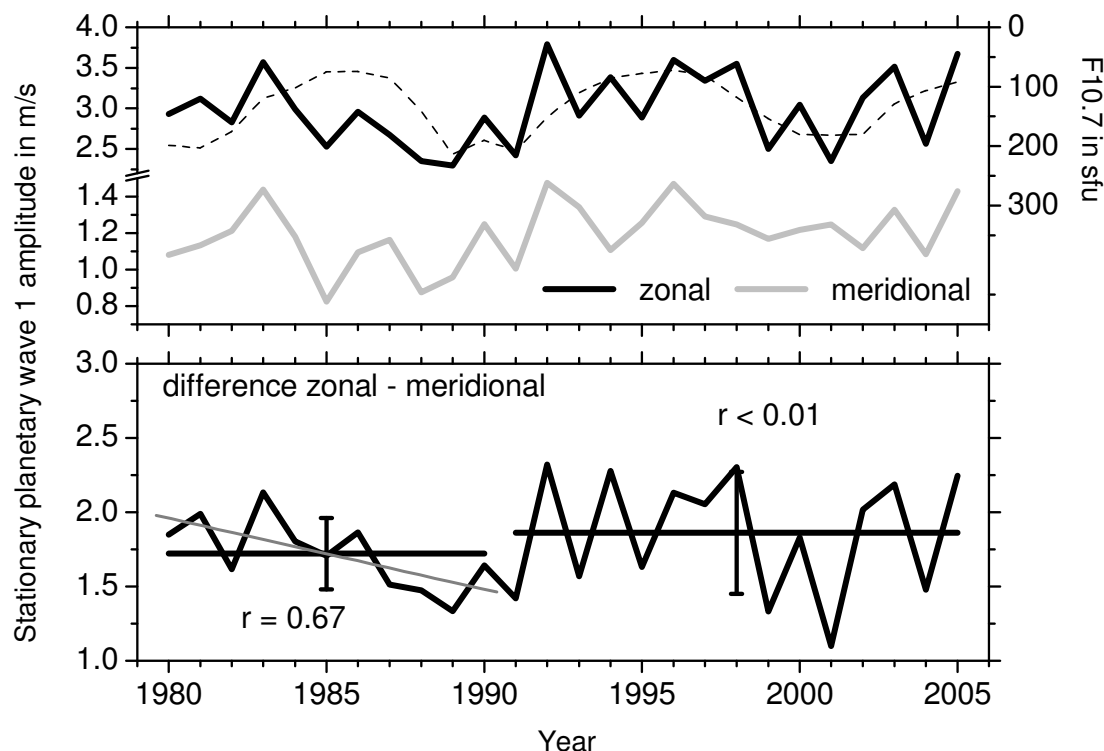 Stationary planetary wave 1 amplitude in m/s
4.0
3.5
3.0
2.5
1.4
1.2
1.0
0.8
0
100
200
300
F10.7 in sfu
zonal
meridional
3.0
2.5
2.0
1.5
1.0
difference zonal - meridional
r < 0.01
r = 0.67
1980
1985
1990
1995
2000
2005
Year